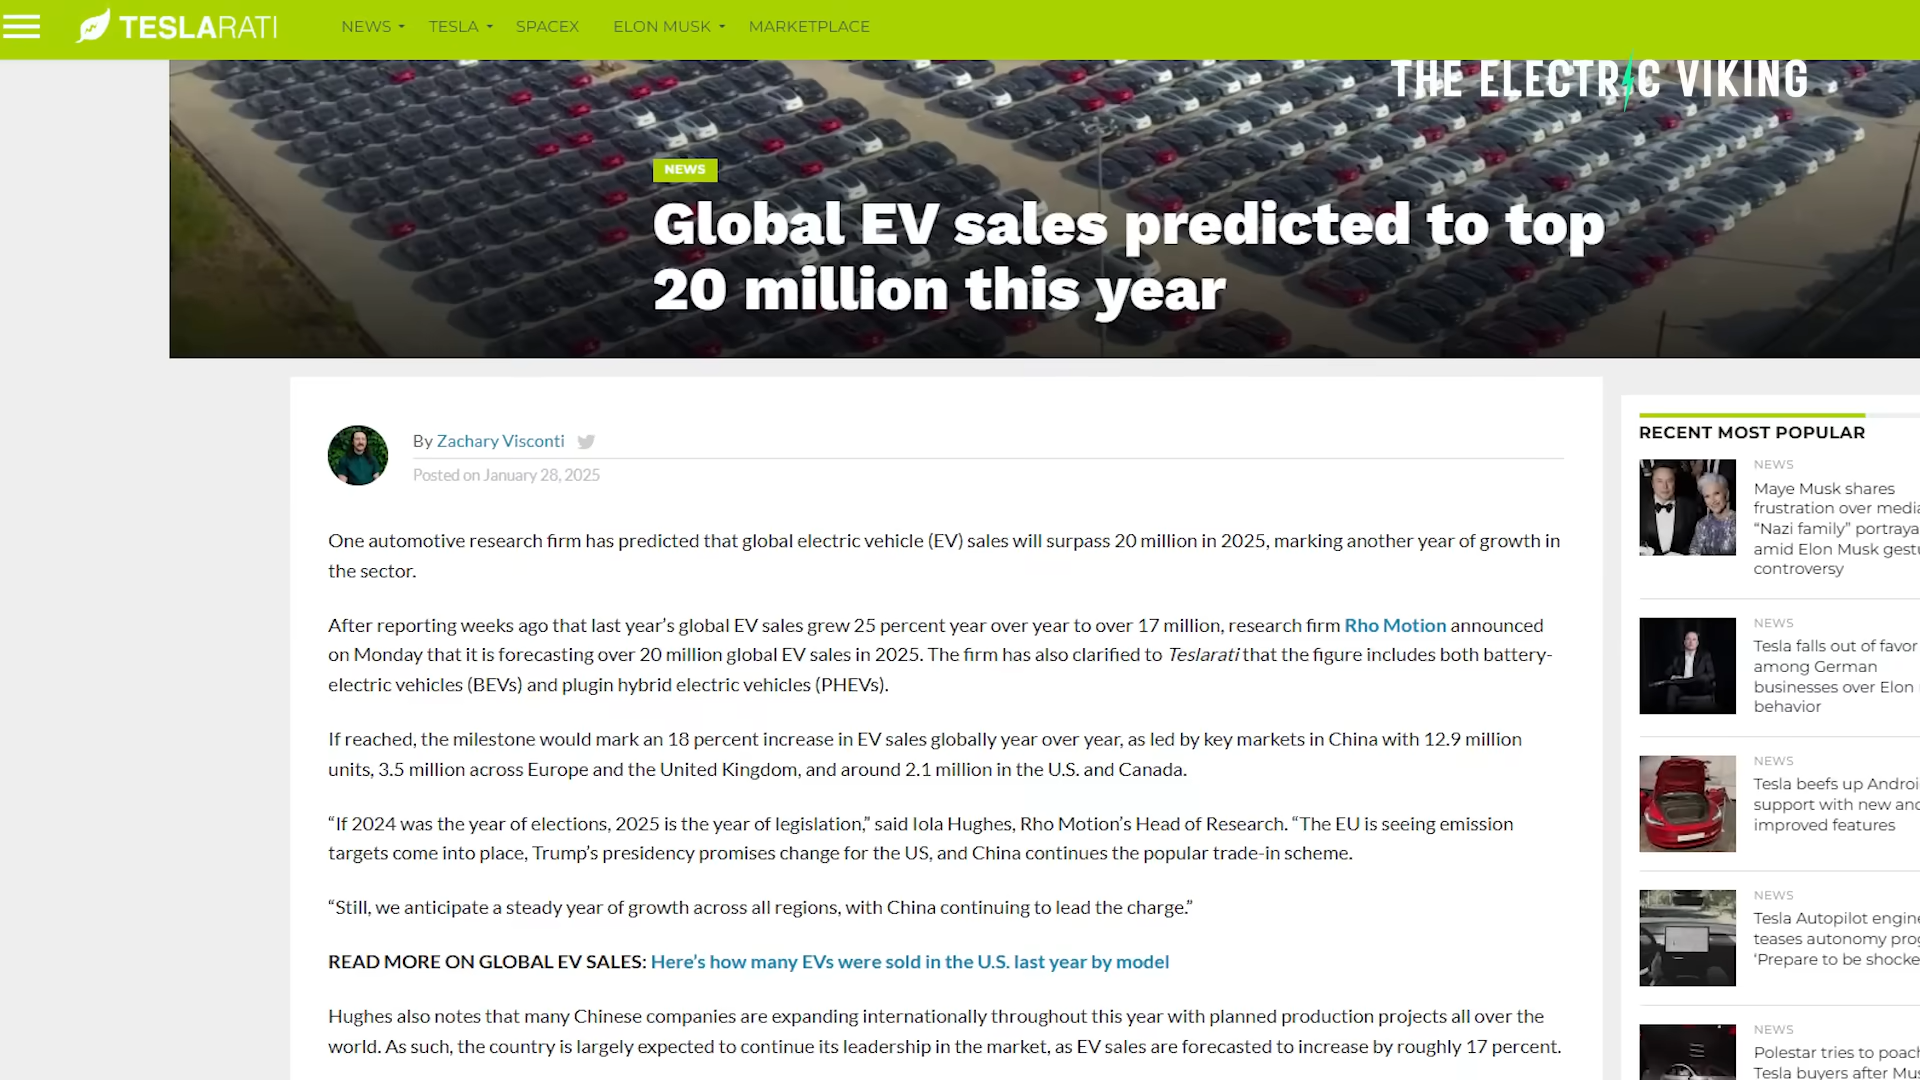 TESLARATI
NEWS
TESLA
SPACEX
ELON MUSK
MARKETPLACE
THE ELECTRIC VIKING
NEWS
Global EV sales predicted to top
20 million this year
By Zachary Visconti
Posted on January 28, 2025
One automotive research firm has predicted that global electric vehicle (EV) sales will surpass 20 million in 2025, marking another year of growth in
the sector.
After reporting weeks ago that last year’s global EV sales grew 25 percent year over year to over 17 million, research firm Rho Motion announced
on Monday that it is forecasting over 20 million global EV sales in 2025. The firm has also clarified to Teslarati that the figure includes both battery-
electric vehicles (BEVs) and plugin hybrid electric vehicles (PHEVs).
If reached, the milestone would mark an 18 percent increase in EV sales globally year over year, as led by key markets in China with 12.9 million
units, 3.5 million across Europe and the United Kingdom, and around 2.1 million in the U.S. and Canada.
“If 2024 was the year of elections, 2025 is the year of legislation,” said Iola Hughes, Rho Motion’s Head of Research. “The EU is seeing emission
targets come into place, Trump’s presidency promises change for the US, and China continues the popular trade-in scheme.
“Still, we anticipate a steady year of growth across all regions, with China continuing to lead the charge.”
READ MORE ON GLOBAL EV SALES: Here’s how many EVs were sold in the U.S. last year by model
Hughes also notes that many Chinese companies are expanding internationally throughout this year with planned production projects all over the
world. As such, the country is largely expected to continue its leadership in the market, as EV sales are forecasted to increase by roughly 17 percent.
RECENT MOST POPULAR
NEWS
Maye Musk shares
frustration over media
“Nazi family” portraya
amid Elon Musk gestu
controversy
NEWS
Tesla falls out of favor
among German
businesses over Elon
behavior
NEWS
Tesla beefs up Androi
support with new and
improved features
NEWS
Tesla Autopilot engine
teases autonomy prog
‘Prepare to be shocke
NEWS
Polestar tries to poach
Tesla buyers after Mus